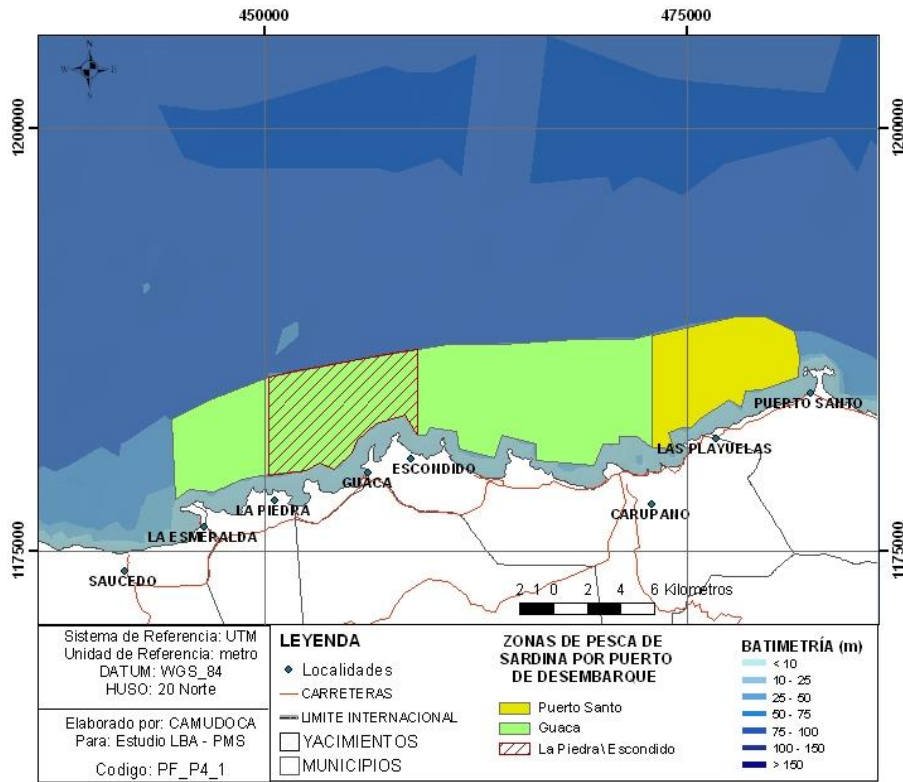 450000
475000
N
W
E
S
1200000
1200000
PUERTO SANTO
LAS PLAYUELAS
ESCONDIDO
GUACA
LA PIEDRA
CARUPANO
LA ESMERALDA
1175000
1175000
SAUCEDO
2 1 0 2 4 6 Kilometros
Sistema de Referencia: UTM
Unidad de Referencia: metro
DATUM: WGS_84
HUSO: 20 Norte
Elaborado por: CAMUDOCA
Para: Estudio LBA - PMS
Codigo: PF_P4_1
LEYENDA
Localidades
CARRETERAS
LIMITE INTERNACIONAL
YACIMIENTOS
MUNICIPIOS
ZONAS DE PESCA DE
SARDINA POR PUERTO
DE DESEMBARQUE
Puerto Santo
Guaca
La Piedra\Escondido
BATIMETRÍA (m)
< 10
10 - 25
25 - 50
50 - 75
75 - 100
100 - 150
> 150